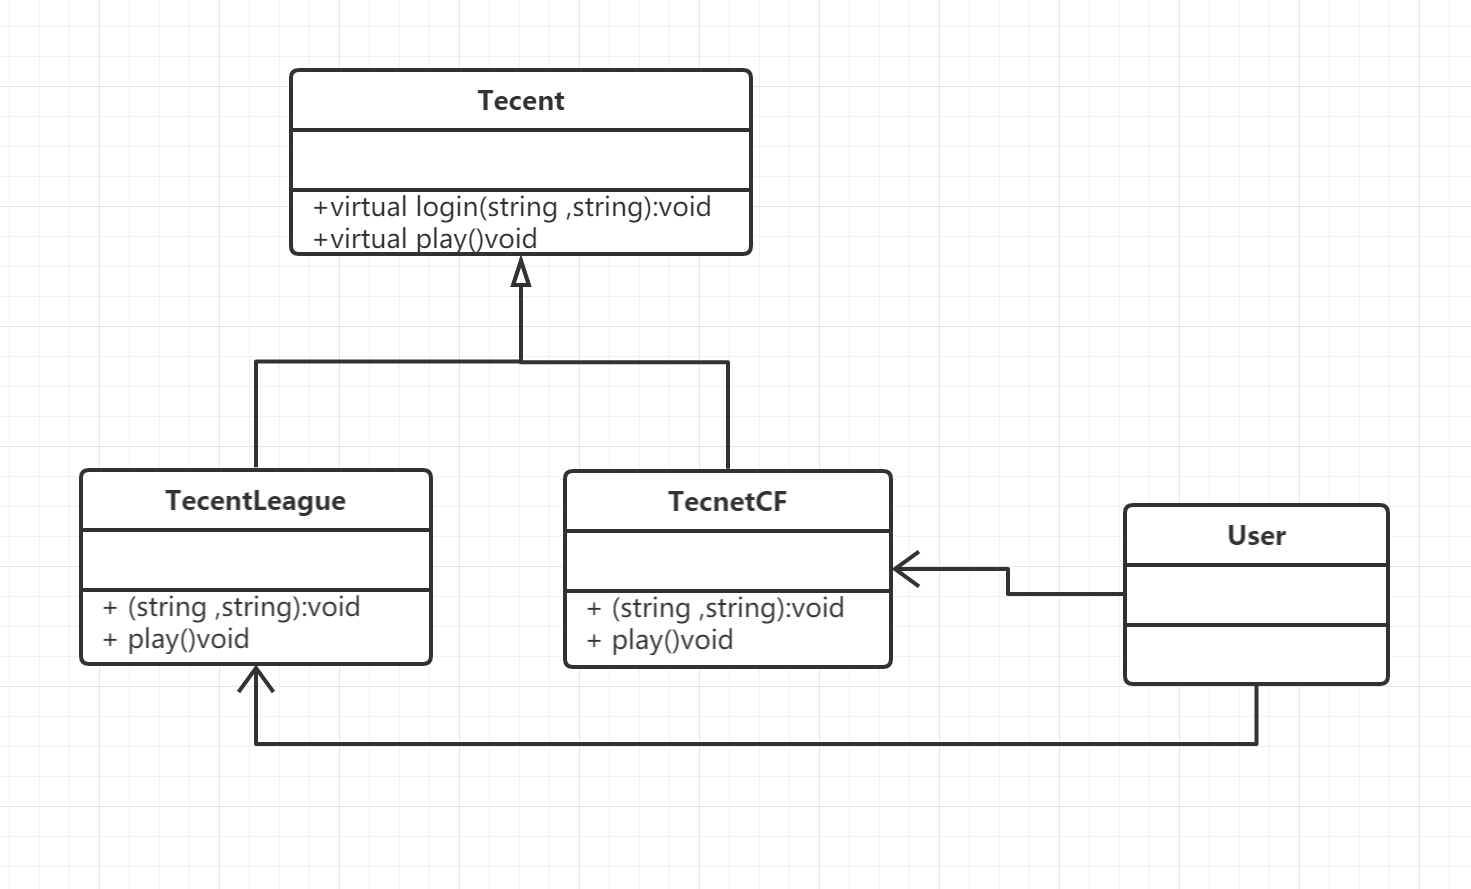 Tecent
+virtual login(string ,string):void
+virtual play()void
TecentLeague
+ (string ,string):void
+ play()void
TecnetCF
+ (string ,string):void
+ play()void
User